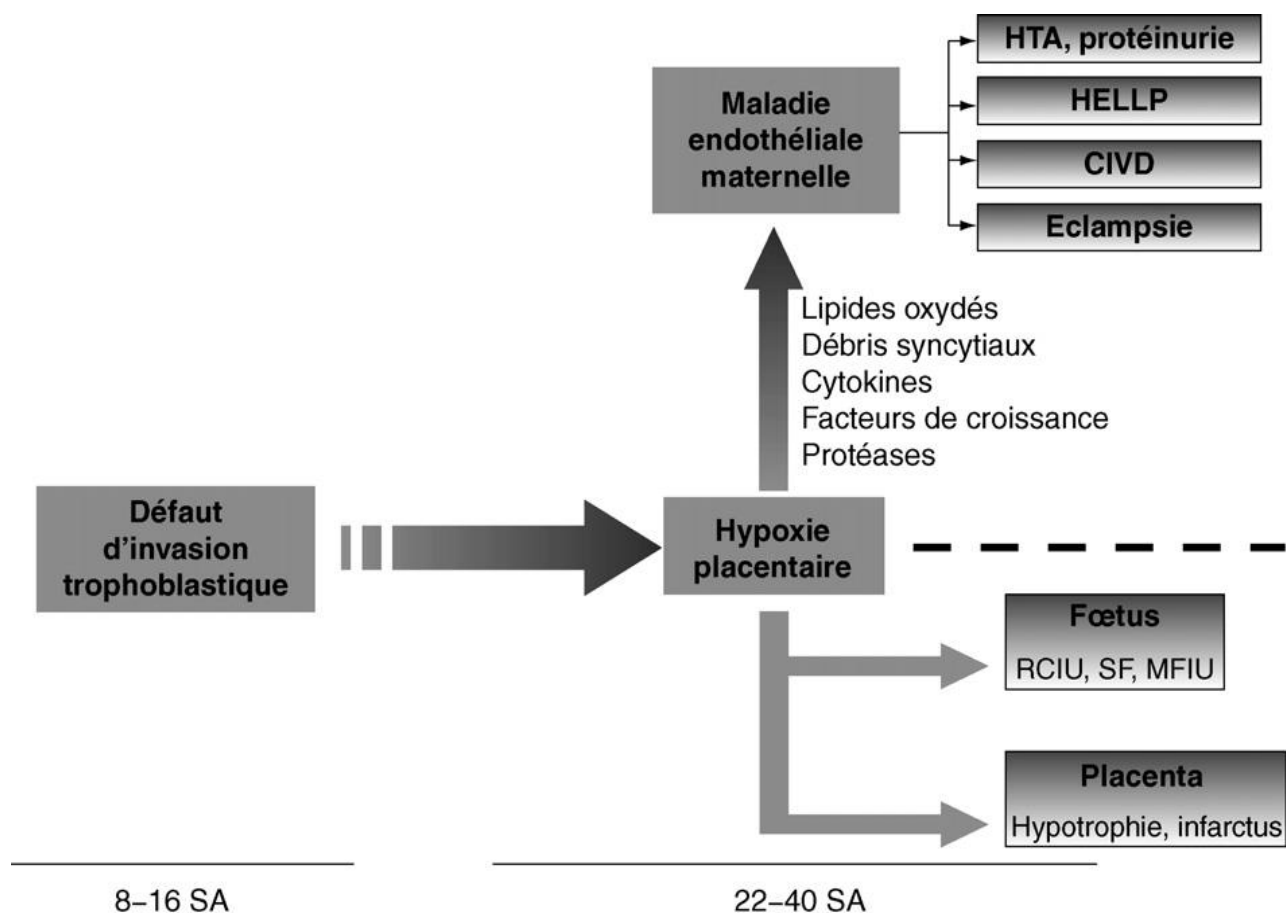 HTA, protéinurie
HELLP
CIVD
Eclampsie
Maladie
endothéliale
maternelle
Lipides oxydés
Débris syncytiaux
Cytokines
Facteurs de croissance
Protéases
Défaut
d’invasion
trophoblastique
Hypoxie
placentaire
Fœtus
RCIU, SF, MFIU
Placenta
Hypotrophie, infarctus
8–16 SA
22–40 SA